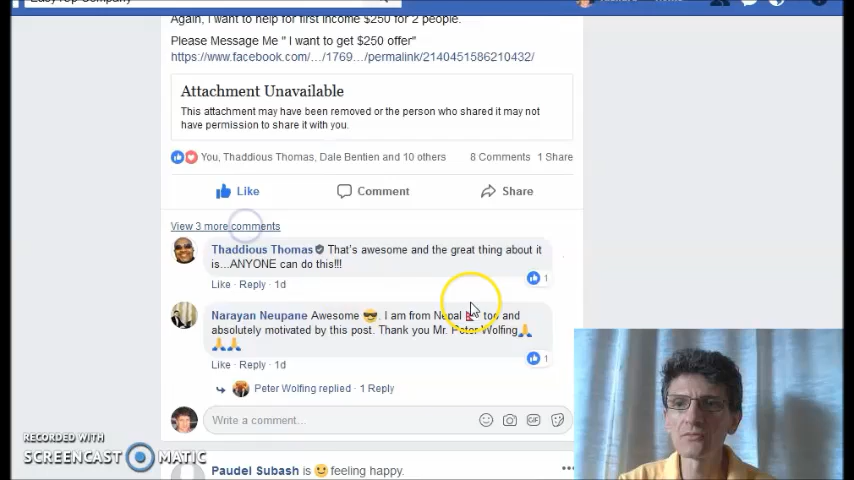 Again, I want to help for first income $250 for 2 people.
Please Message Me " I want to get $250 offer"
https://www.facebook.com/.../1769.../permalink/2140451586210432/
Attachment Unavailable
This attachment may have been removed or the person who shared it may not
have permission to share it with you.
You, Thaddious Thomas, Dale Bentien and 10 others 8 Comments 1 Share
Like Comment Share
View 3 more comments
Thaddious Thomas That's awesome and the great thing about it
is...ANYONE can do this!!!
1
Like · Reply · 1d
Narayan Neupane Awesome 😎. I am from Nepal 🇳🇵 too and
absolutely motivated by this post. Thank you Mr. Peter Wolfing🙏
🙏🙏
1
Like · Reply · 1d
Peter Wolfing replied · 1 Reply
Write a comment...
GIF
RECORDED WITH
SCREENCAST MATIC
Paudel Subash is 😉 feeling happy.